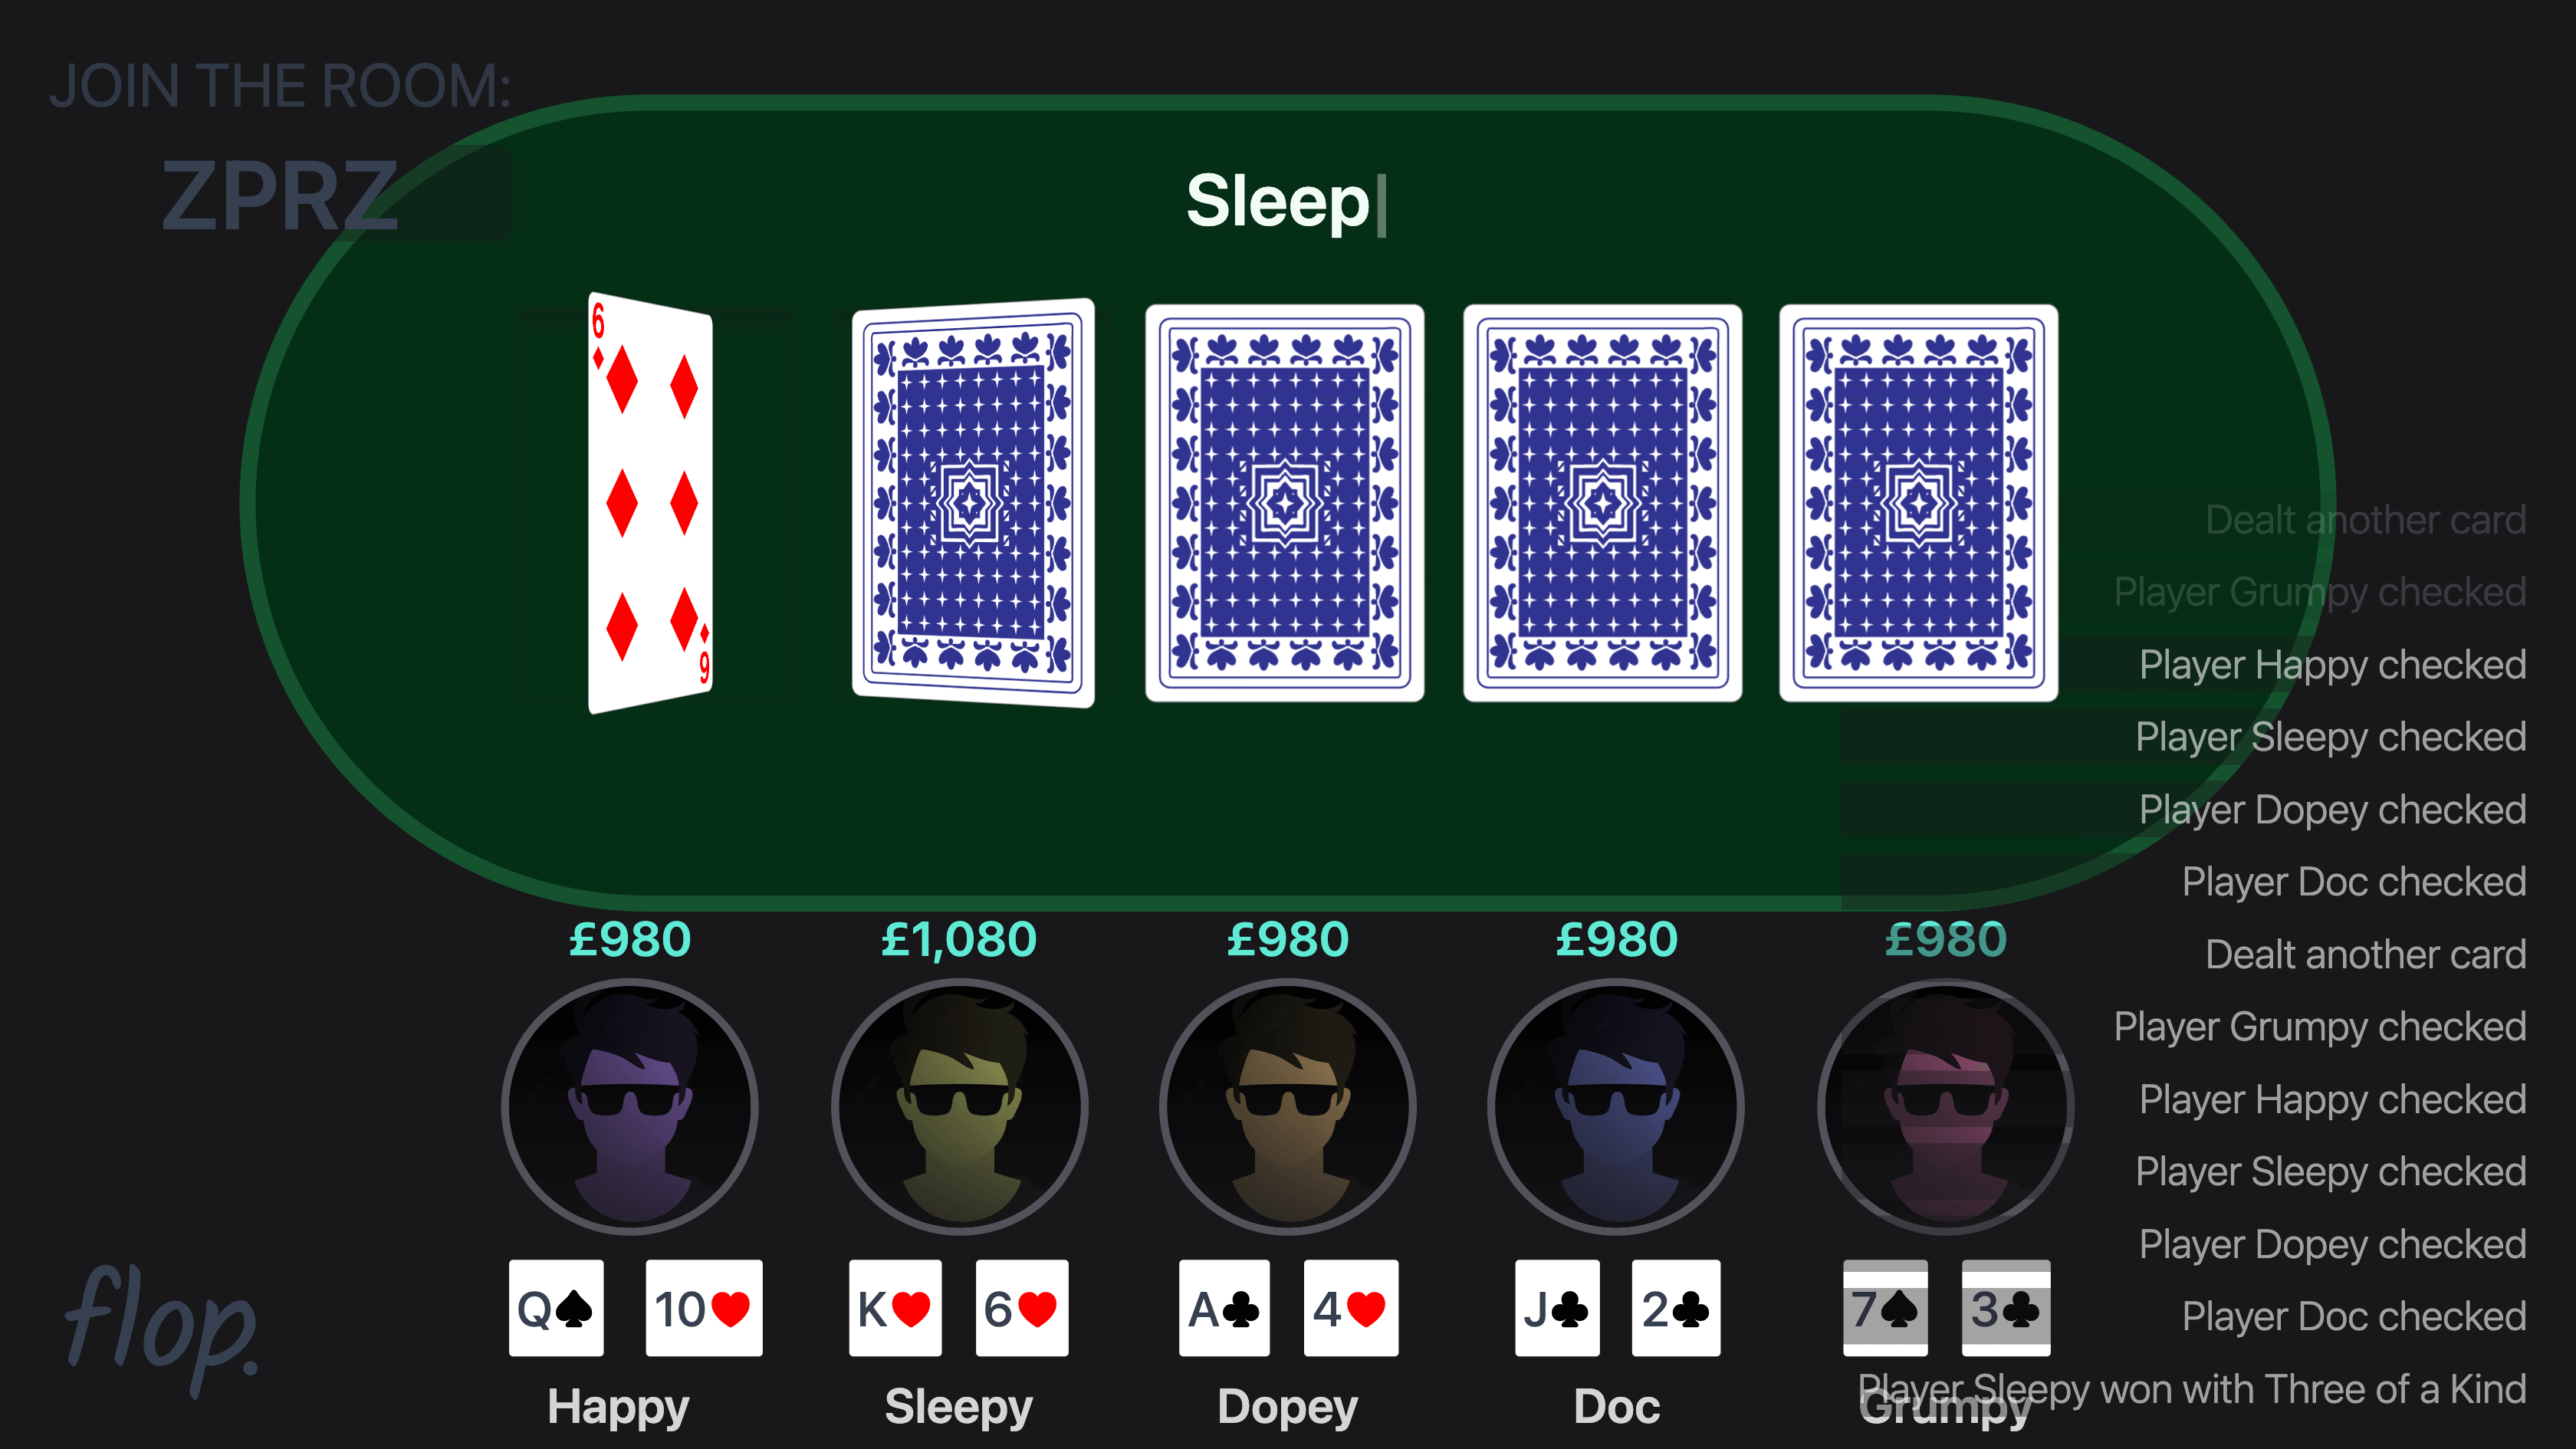 JOIN THE ROOM:
ZPRZ
Sleep
6
6
Dealt another card
Player Grumpy checked
Player Happy checked
Player Sleepy checked
Player Dopey checked
Player Doc checked
Dealt another card
Player Grumpy checked
Player Happy checked
Player Sleepy checked
Player Dopey checked
Player Doc checked
Player Sleepy won with Three of a Kind
£980 £1,080 £980 £980 £980
Q♠ 10♥ K♥ 6♥ A♣ 4♥ J♣ 2♣ 7♠ 3♣
Happy Sleepy Dopey Doc Grumpy
flop.